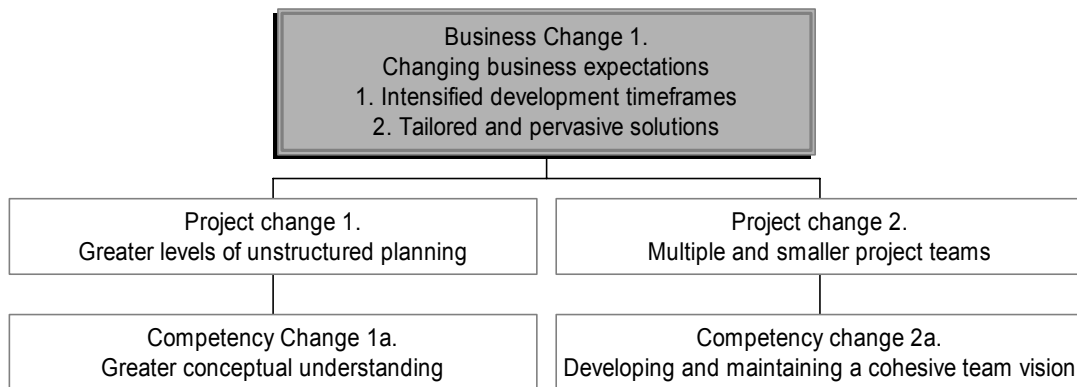 Business Change 1.
Changing business expectations
1. Intensified development timeframes
2. Tailored and pervasive solutions
Project change 1.
Greater levels of unstructured planning
Project change 2.
Multiple and smaller project teams
Competency Change 1a.
Greater conceptual understanding
Competency change 2a.
Developing and maintaining a cohesive team vision